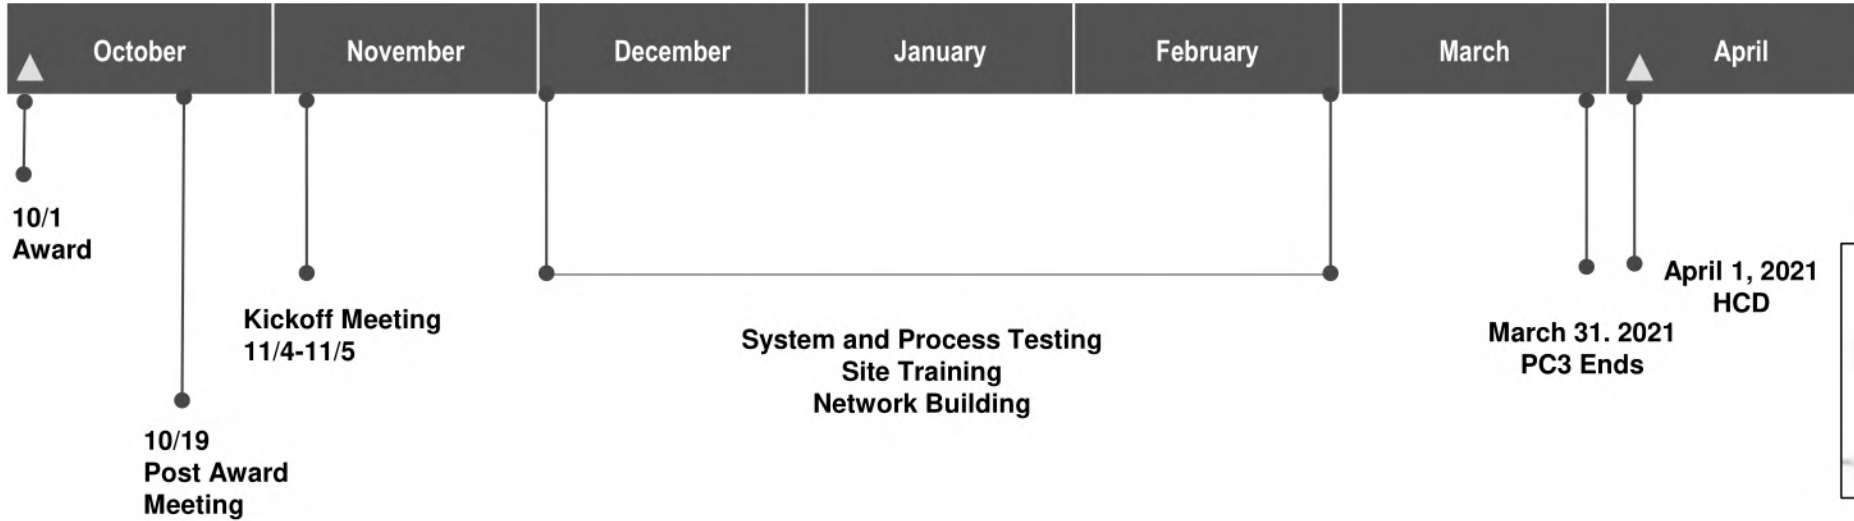 October November December January February March April
10/1
Award
10/19
Post Award
Meeting
Kickoff Meeting
11/4-11/5
System and Process Testing
Site Training
Network Building
March 31. 2021
PC3 Ends
April 1, 2021
HCD